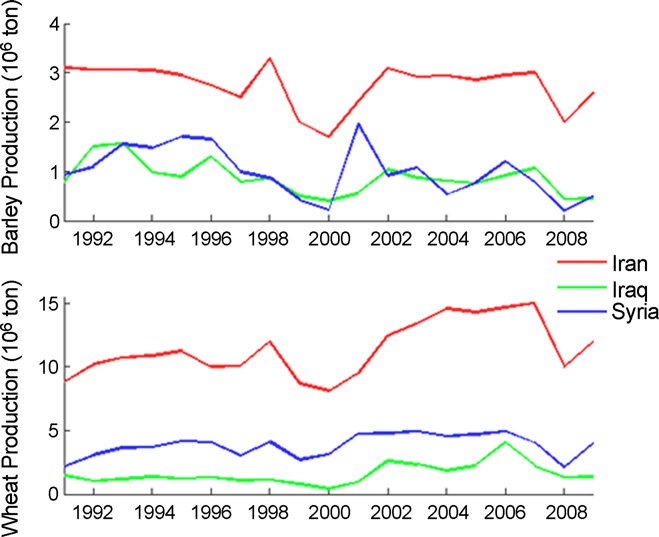 Barley Production (10⁶ ton)
4
3
2
1
0
1992 1994 1996 1998 2000 2002 2004 2006 2008
Iran
Iraq
Syria
Wheat Production (10⁶ ton)
15
10
5
0
1992 1994 1996 1998 2000 2002 2004 2006 2008